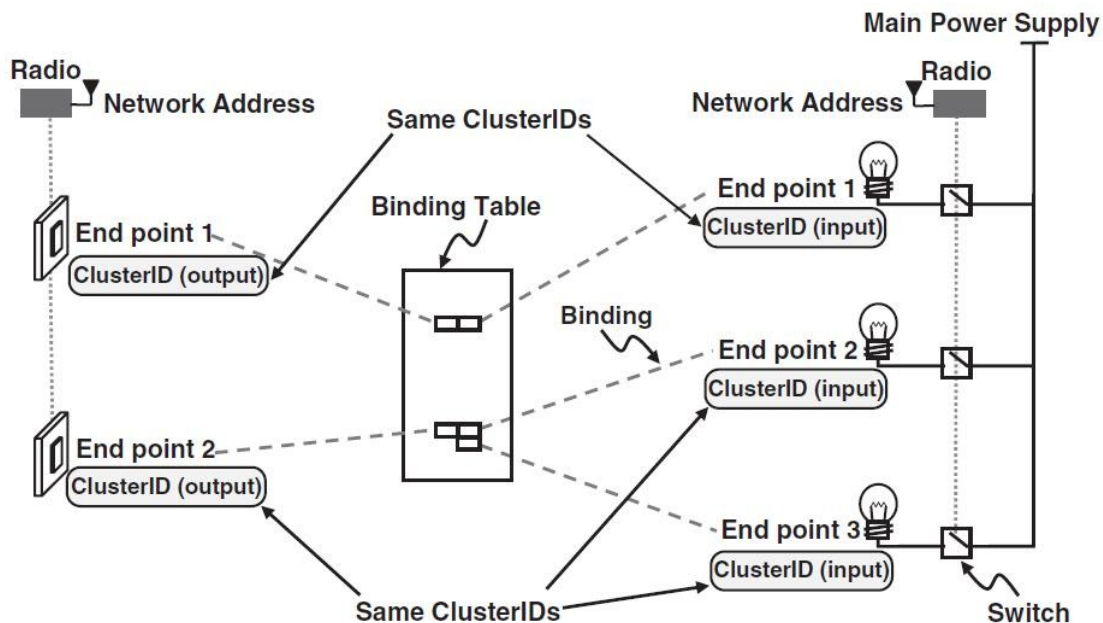 Main Power Supply
Radio
Network Address
Radio
Network Address
Same ClusterIDs
End point 1
ClusterID (input)
Binding Table
End point 1
ClusterID (output)
Binding
End point 2
ClusterID (input)
End point 2
ClusterID (output)
End point 3
ClusterID (input)
Same ClusterIDs
Switch